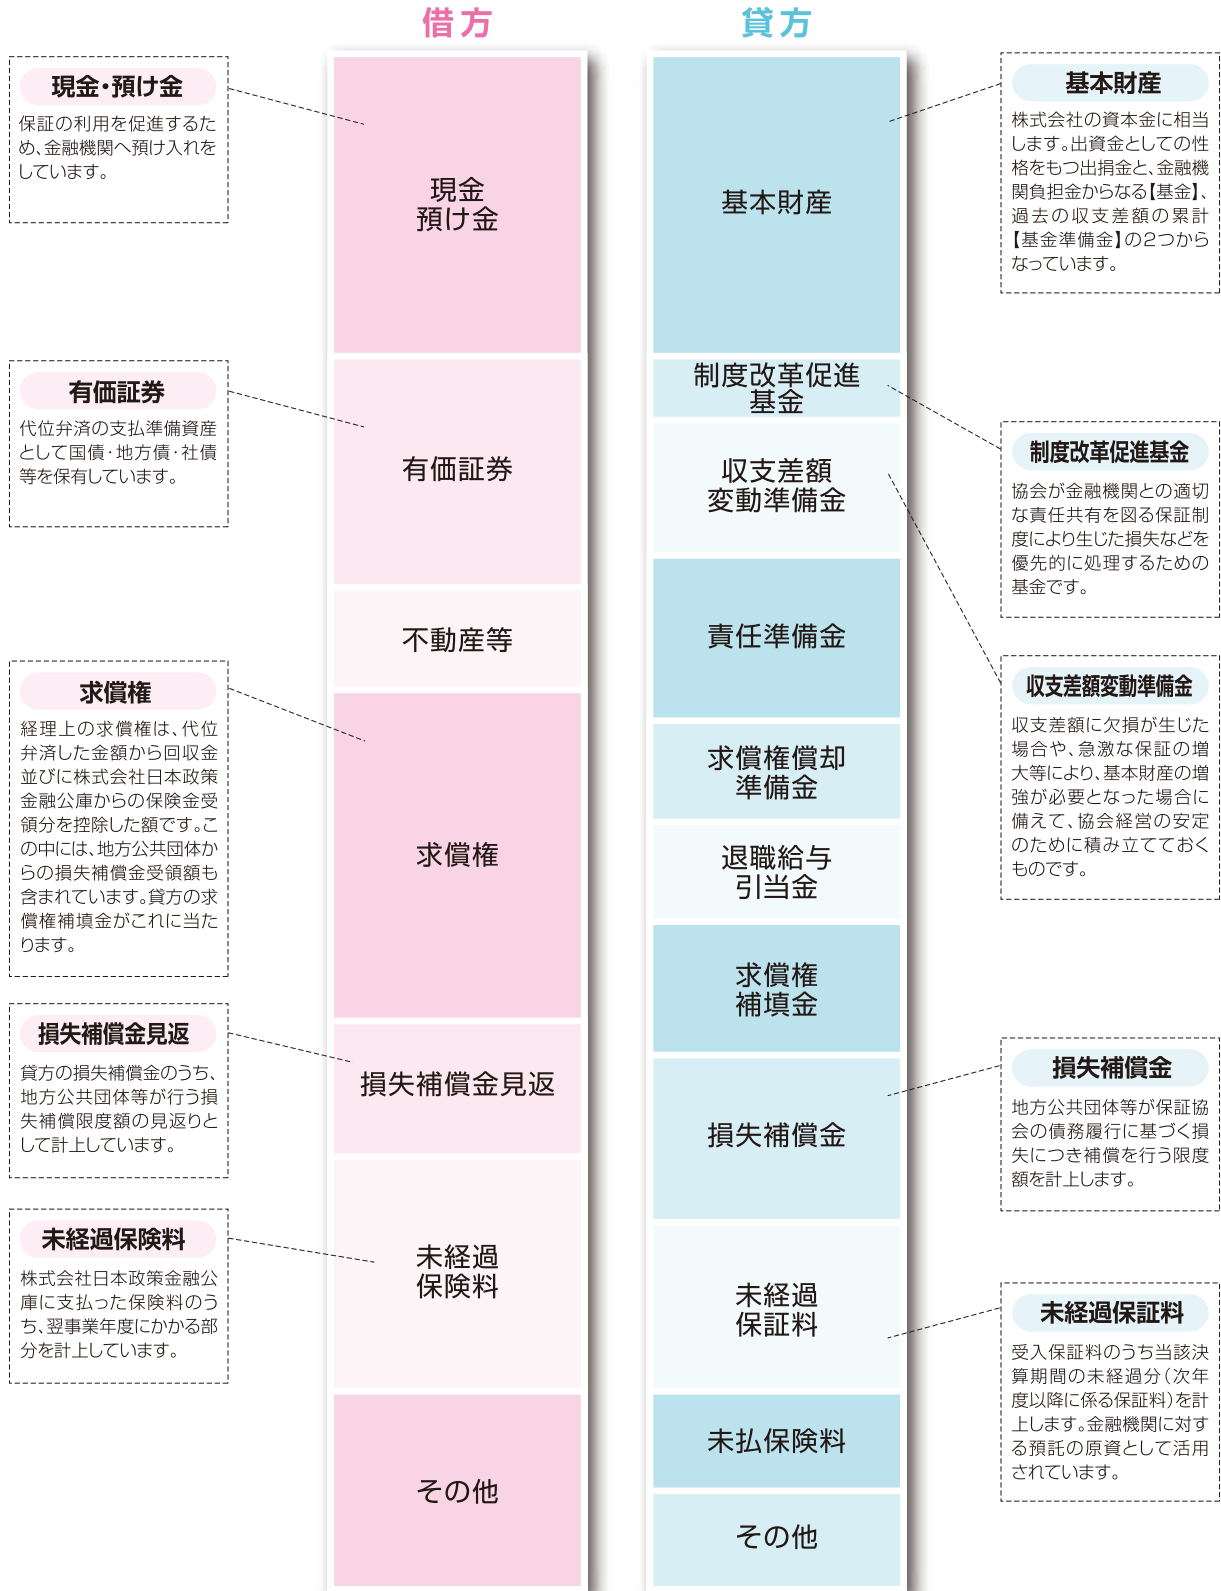 借方
貸方
現金・預け金
保証の利用を促進するた
め、金融機関へ預け入れを
しています。
有価証券
代位弁済の支払準備資産
として国債・地方債・社債
等を保有しています。
求償権
経理上の求償権は、代位
弁済した金額から回収金
並びに株式会社日本政策
金融公庫からの保険金受
領分を控除した額です。こ
の中には、地方公共団体か
らの損失補償金受領額も
含まれています。貸方の求
償権補填金がこれに当た
ります。
損失補償金見返
貸方の損失補償金のうち、
地方公共団体等が行う損
失補償限度額の見返りと
して計上しています。
未経過保険料
株式会社日本政策金融公
庫に支払った保険料のう
ち、翌事業年度にかかる部
分を計上しています。
現金
預け金
有価証券
不動産等
求償権
損失補償金見返
未経過
保険料
その他
基本財産
制度改革促進
基金
収支差額
変動準備金
責任準備金
求償権償却
準備金
退職給与
引当金
求償権
補填金
損失補償金
未経過
保証料
未払保険料
その他
基本財産
株式会社の資本金に相当
します。出資金としての性
格をもつ出捐金と、金融機
関負担金からなる【基金】、
過去の収支差額の累計
【基金準備金】の2つから
なっています。
制度改革促進基金
協会が金融機関との適切
な責任共有を図る保証制
度により生じた損失などを
優先的に処理するための
基金です。
収支差額変動準備金
収支差額に欠損が生じた
場合や、急激な保証の増
大等により、基本財産の増
強が必要となった場合に
備えて、協会経営の安定
のために積み立てておく
ものです。
損失補償金
地方公共団体等が保証協
会の債務履行に基づく損
失につき補償を行う限度
額を計上します。
未経過保証料
受入保証料のうち当該決
算期間の未経過分（次年
度以降に係る保証料）を計
上します。金融機関に対す
る預託の原資として活用
されています。